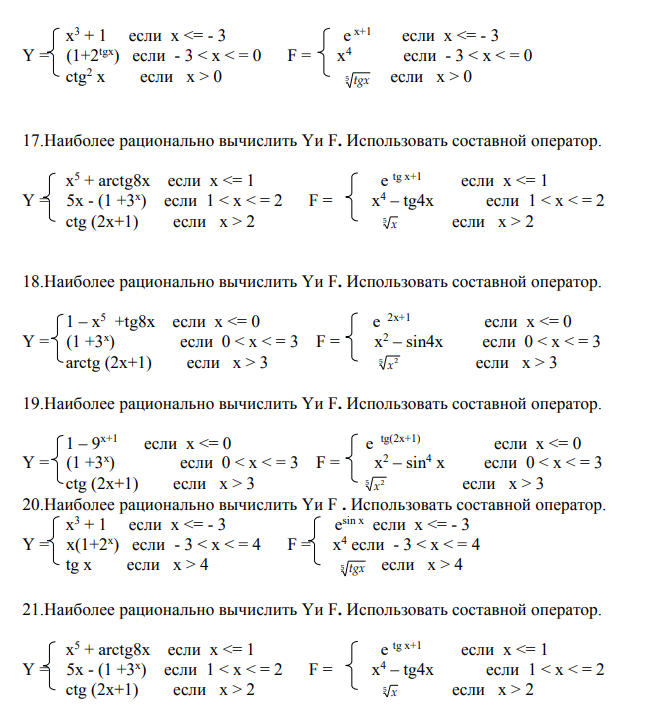 x³ + 1 если x <= - 3 e ˣ⁺¹ если x <= - 3
Y = { (1+2ᵗᵍˣ) если - 3 < x < = 0 F = { x⁴ если - 3 < x < = 0
ctg² x если x > 0 ⁵√tgx если x > 0
17.Наиболее рационально вычислить Yи F. Использовать составной оператор.
x⁵ + arctg8x если x <= 1 e ᵗᵍ ˣ⁺¹ если x <= 1
Y = { 5x - (1 +3ˣ) если 1 < x < = 2 F = { x⁴ – tg4x если 1 < x < = 2
ctg (2x+1) если x > 2 ⁵√x если x > 2
18.Наиболее рационально вычислить Yи F. Использовать составной оператор.
1 – x⁵ +tg8x если x <= 0 e ²ˣ⁺¹ если x <= 0
Y = { (1 +3ˣ) если 0 < x < = 3 F = { x² – sin4x если 0 < x < = 3
arctg (2x+1) если x > 3 ⁵√x² если x > 3
19.Наиболее рационально вычислить Yи F. Использовать составной оператор.
1 – 9ˣ⁺¹ если x <= 0 e ᵗᵍ⁽²ˣ⁺¹⁾ если x <= 0
Y = { (1 +3ˣ) если 0 < x < = 3 F = { x² – sin⁴ x если 0 < x < = 3
ctg (2x+1) если x > 3 ⁵√x² если x > 3
20.Наиболее рационально вычислить Yи F . Использовать составной оператор.
x³ + 1 если x <= - 3 eˢⁱⁿ ˣ если x <= - 3
Y = { x(1+2ˣ) если - 3 < x < = 4 F = { x⁴ если - 3 < x < = 4
tg x если x > 4 ⁵√tgx если x > 4
21.Наиболее рационально вычислить Yи F. Использовать составной оператор.
x⁵ + arctg8x если x <= 1 e ᵗᵍ ˣ⁺¹ если x <= 1
Y = { 5x - (1 +3ˣ) если 1 < x < = 2 F = { x⁴ – tg4x если 1 < x < = 2
ctg (2x+1) если x > 2 ⁵√x если x > 2